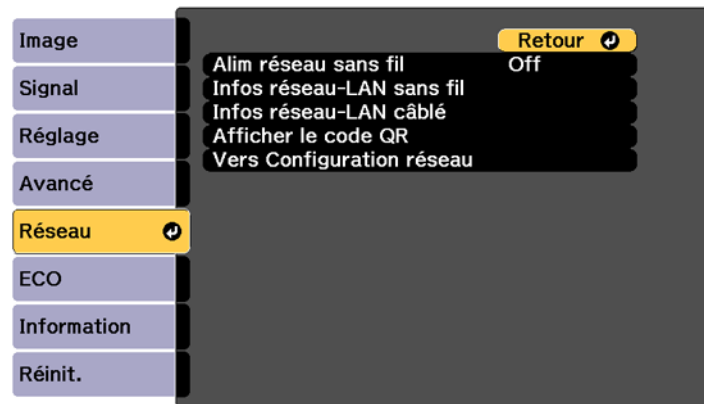 Image
Signal
Réglage
Avancé
Réseau
ECO
Information
Réinit.
Retour
Alim réseau sans fil Off
Infos réseau-LAN sans fil
Infos réseau-LAN câblé
Afficher le code QR
Vers Configuration réseau